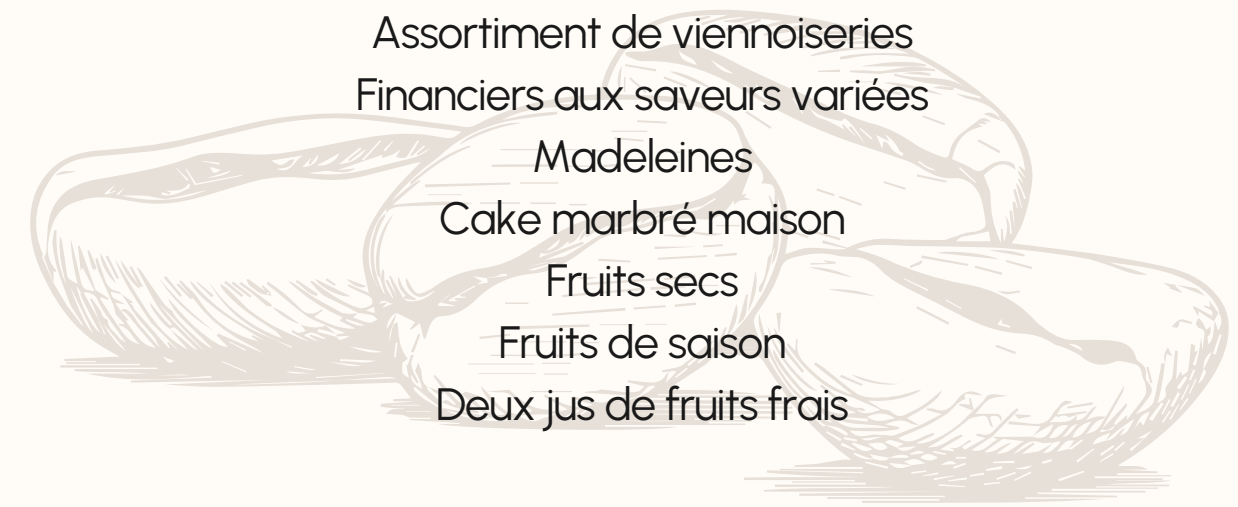 Assortiment de viennoiseries
Financiers aux saveurs variées
Madeleines
Cake marbré maison
Fruits secs
Fruits de saison
Deux jus de fruits frais